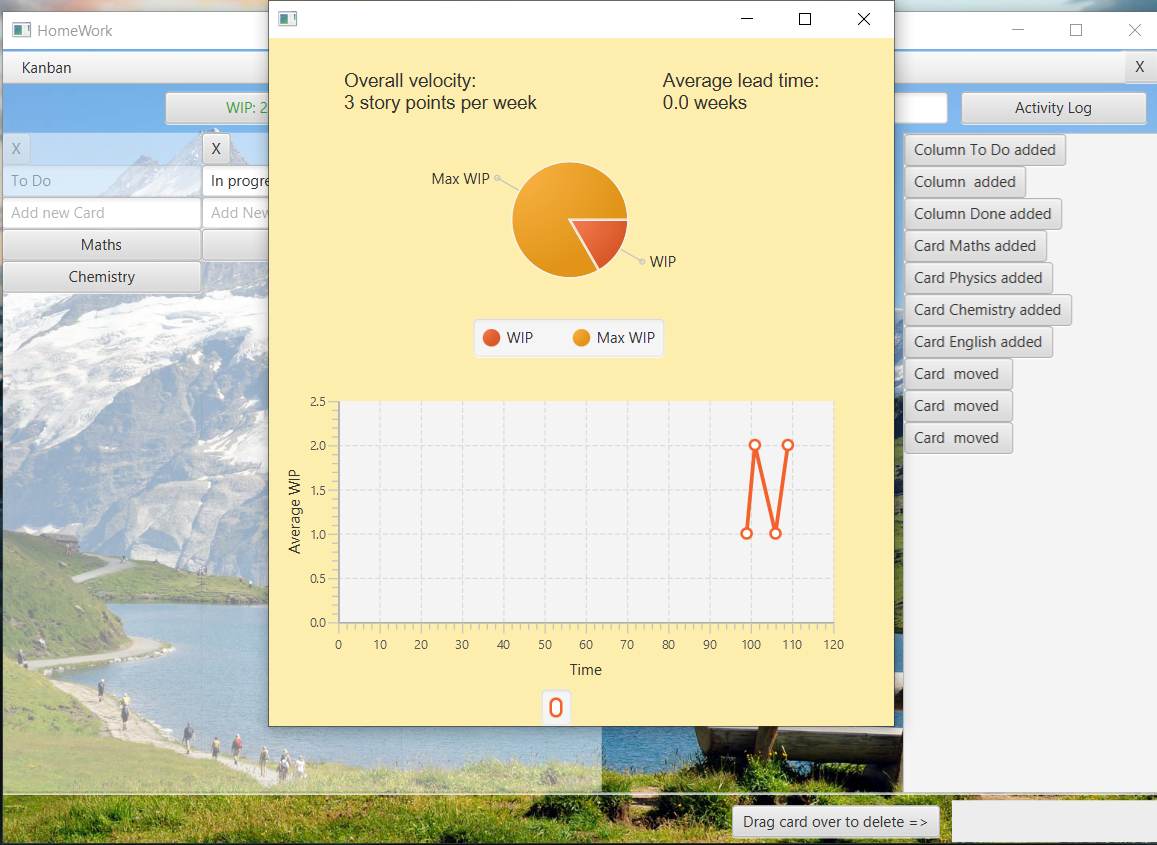 HomeWork
Kanban
X
WIP: 2
Activity Log
X
X
To Do
In progre
Add new Card
Add New
Maths
Chemistry
Overall velocity:
3 story points per week
Average lead time:
0.0 weeks
Max WIP
WIP
WIP
Max WIP
Average WIP
2.5
2.0
1.5
1.0
0.5
0.0
0 10 20 30 40 50 60 70 80 90 100 110 120
Time
Column To Do added
Column added
Column Done added
Card Maths added
Card Physics added
Card Chemistry added
Card English added
Card moved
Card moved
Card moved
Drag card over to delete =>